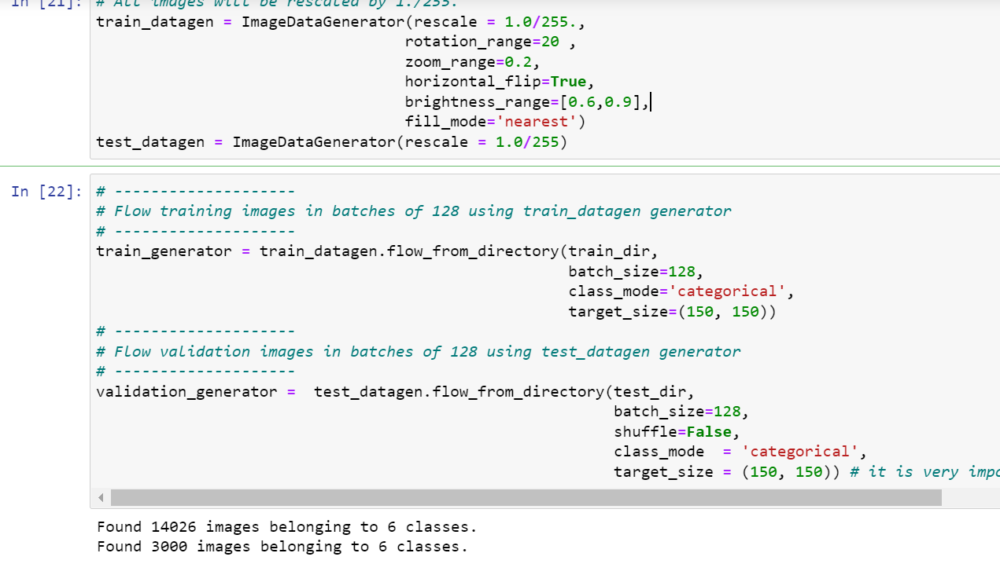 In [21]: # All images will be rescaled by 1./255.
train_datagen = ImageDataGenerator(rescale = 1.0/255.,
rotation_range=20 ,
zoom_range=0.2,
horizontal_flip=True,
brightness_range=[0.6,0.9],
fill_mode='nearest')
test_datagen = ImageDataGenerator(rescale = 1.0/255)
In [22]: # --------------------
# Flow training images in batches of 128 using train_datagen generator
# --------------------
train_generator = train_datagen.flow_from_directory(train_dir,
batch_size=128,
class_mode='categorical',
target_size=(150, 150))
# --------------------
# Flow validation images in batches of 128 using test_datagen generator
# --------------------
validation_generator =  test_datagen.flow_from_directory(test_dir,
batch_size=128,
shuffle=False,
class_mode  = 'categorical',
target_size = (150, 150)) # it is very
Found 14026 images belonging to 6 classes.
Found 3000 images belonging to 6 classes.